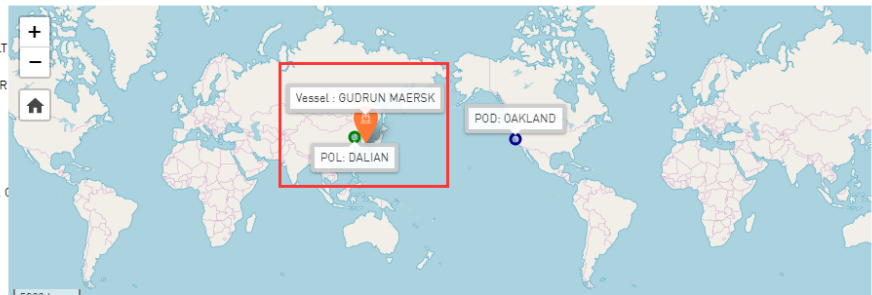 +
−
Vessel : GUDRUN MAERSK
POD: OAKLAND
POL: DALIAN